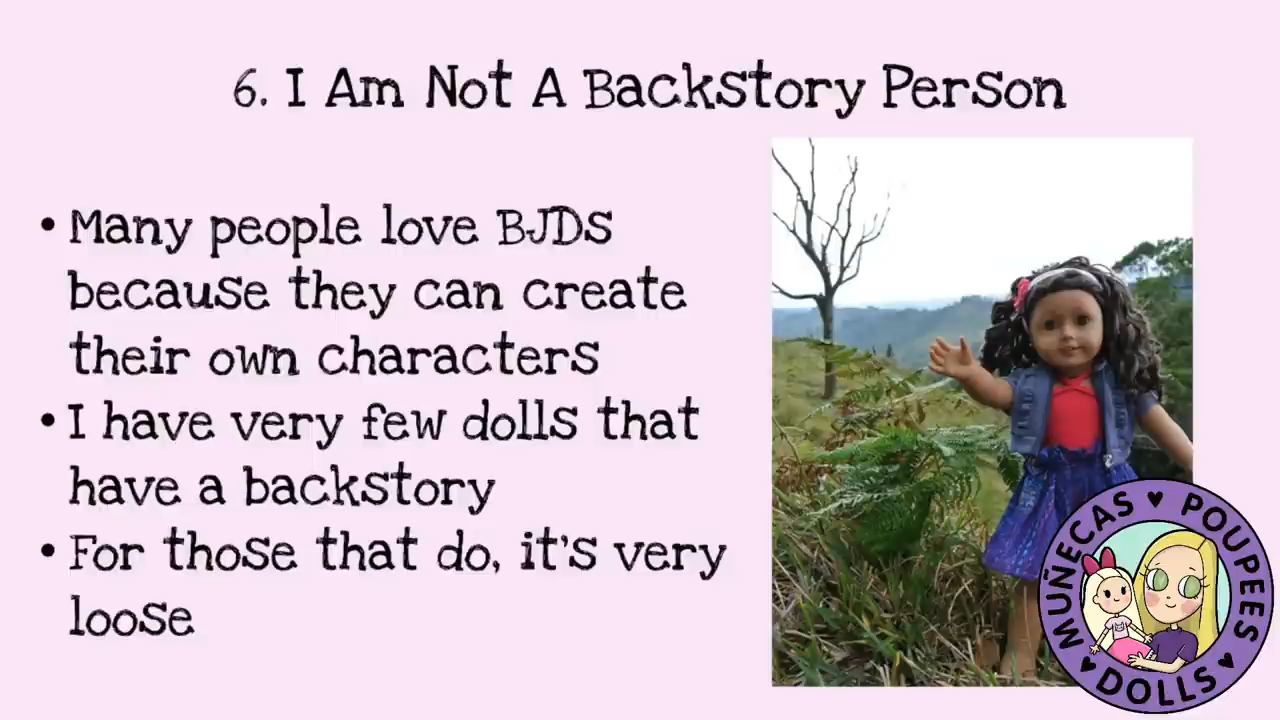 6. I Am Not A Backstory Person
• Many people love BJDs
because they can create
their own characters
• I have very few dolls that
have a backstory
• For those that do, it's very
loose
MUÑECAS ♥ POUPEES ♥ DOLLS ♥